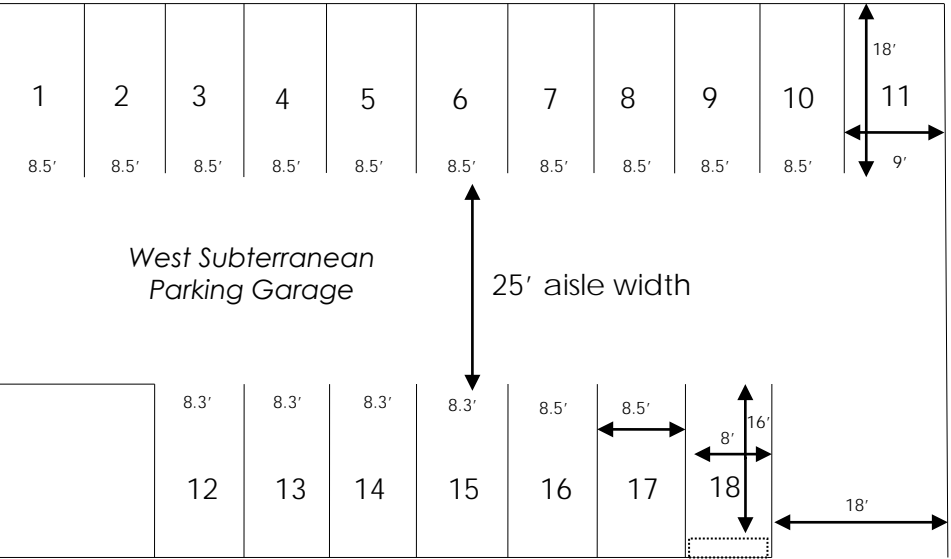 18′
1 2 3 4 5 6 7 8 9 10 11
8.5′ 8.5′ 8.5′ 8.5′ 8.5′ 8.5′ 8.5′ 8.5′ 8.5′ 8.5′ 9′
West Subterranean
Parking Garage
25′ aisle width
8.3′ 8.3′ 8.3′ 8.3′ 8.5′ 8.5′
16′
8′
12 13 14 15 16 17 18
18′